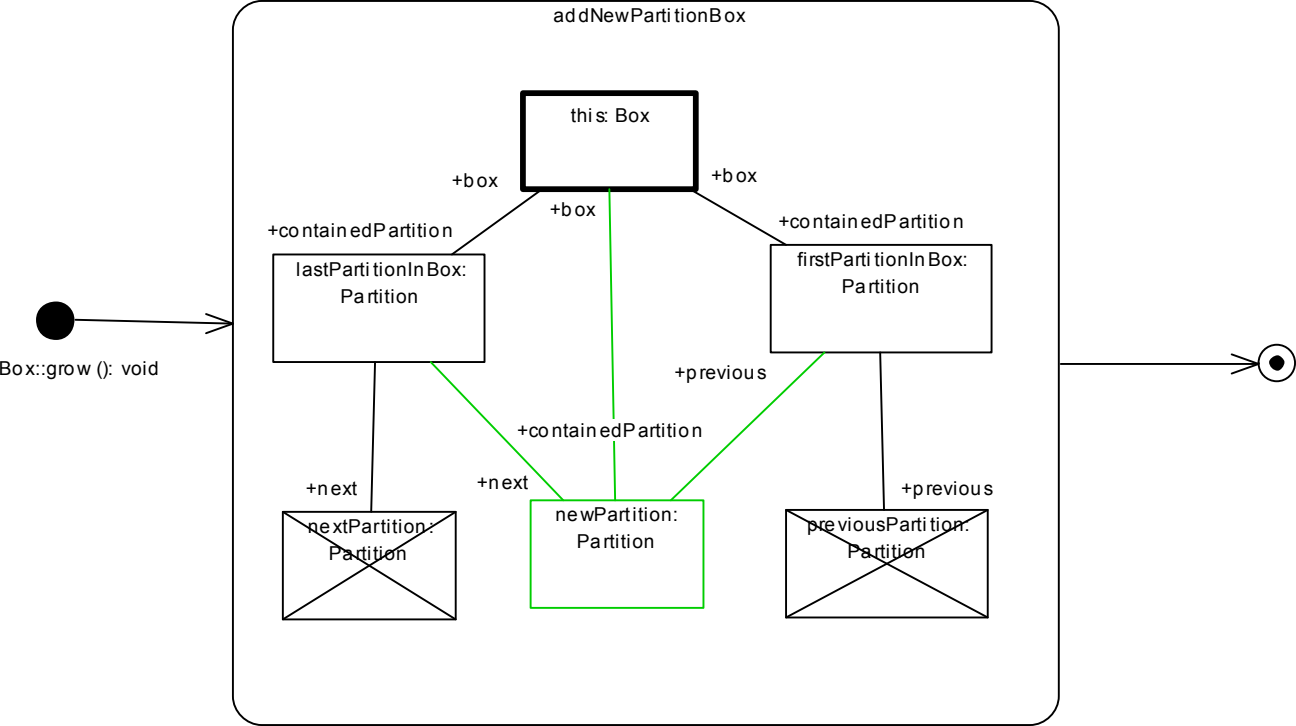 addNewPartitionBox
this: Box
+box
+box
+box
+containedPartition
+containedPartition
lastPartitionInBox:
Partition
firstPartitionInBox:
Partition
Box::grow (): void
+previous
+containedPartition
+next
+next
+previous
nextPartition:
Partition
newPartition:
Partition
previousPartition:
Partition